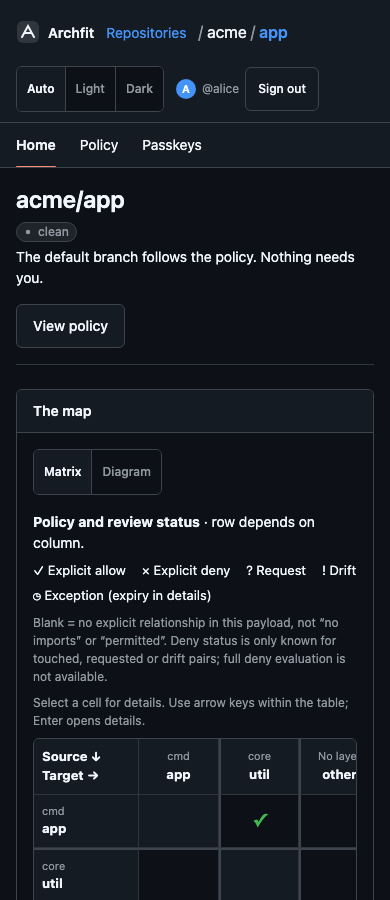 Archfit Repositories / acme / app
Auto Light Dark A @alice Sign out
Home Policy Passkeys
acme/app
• clean
The default branch follows the policy. Nothing needs
you.
View policy
The map
Matrix Diagram
Policy and review status · row depends on
column.
✓ Explicit allow × Explicit deny ? Request ! Drift
◷ Exception (expiry in details)
Blank = no explicit relationship in this payload, not “no
imports” or “permitted”. Deny status is only known for
touched, requested or drift pairs; full deny evaluation is
not available.
Select a cell for details. Use arrow keys within the table;
Enter opens details.
Source ↓ cmd core No laye
Target → app util other
cmd
app ✓
core
util